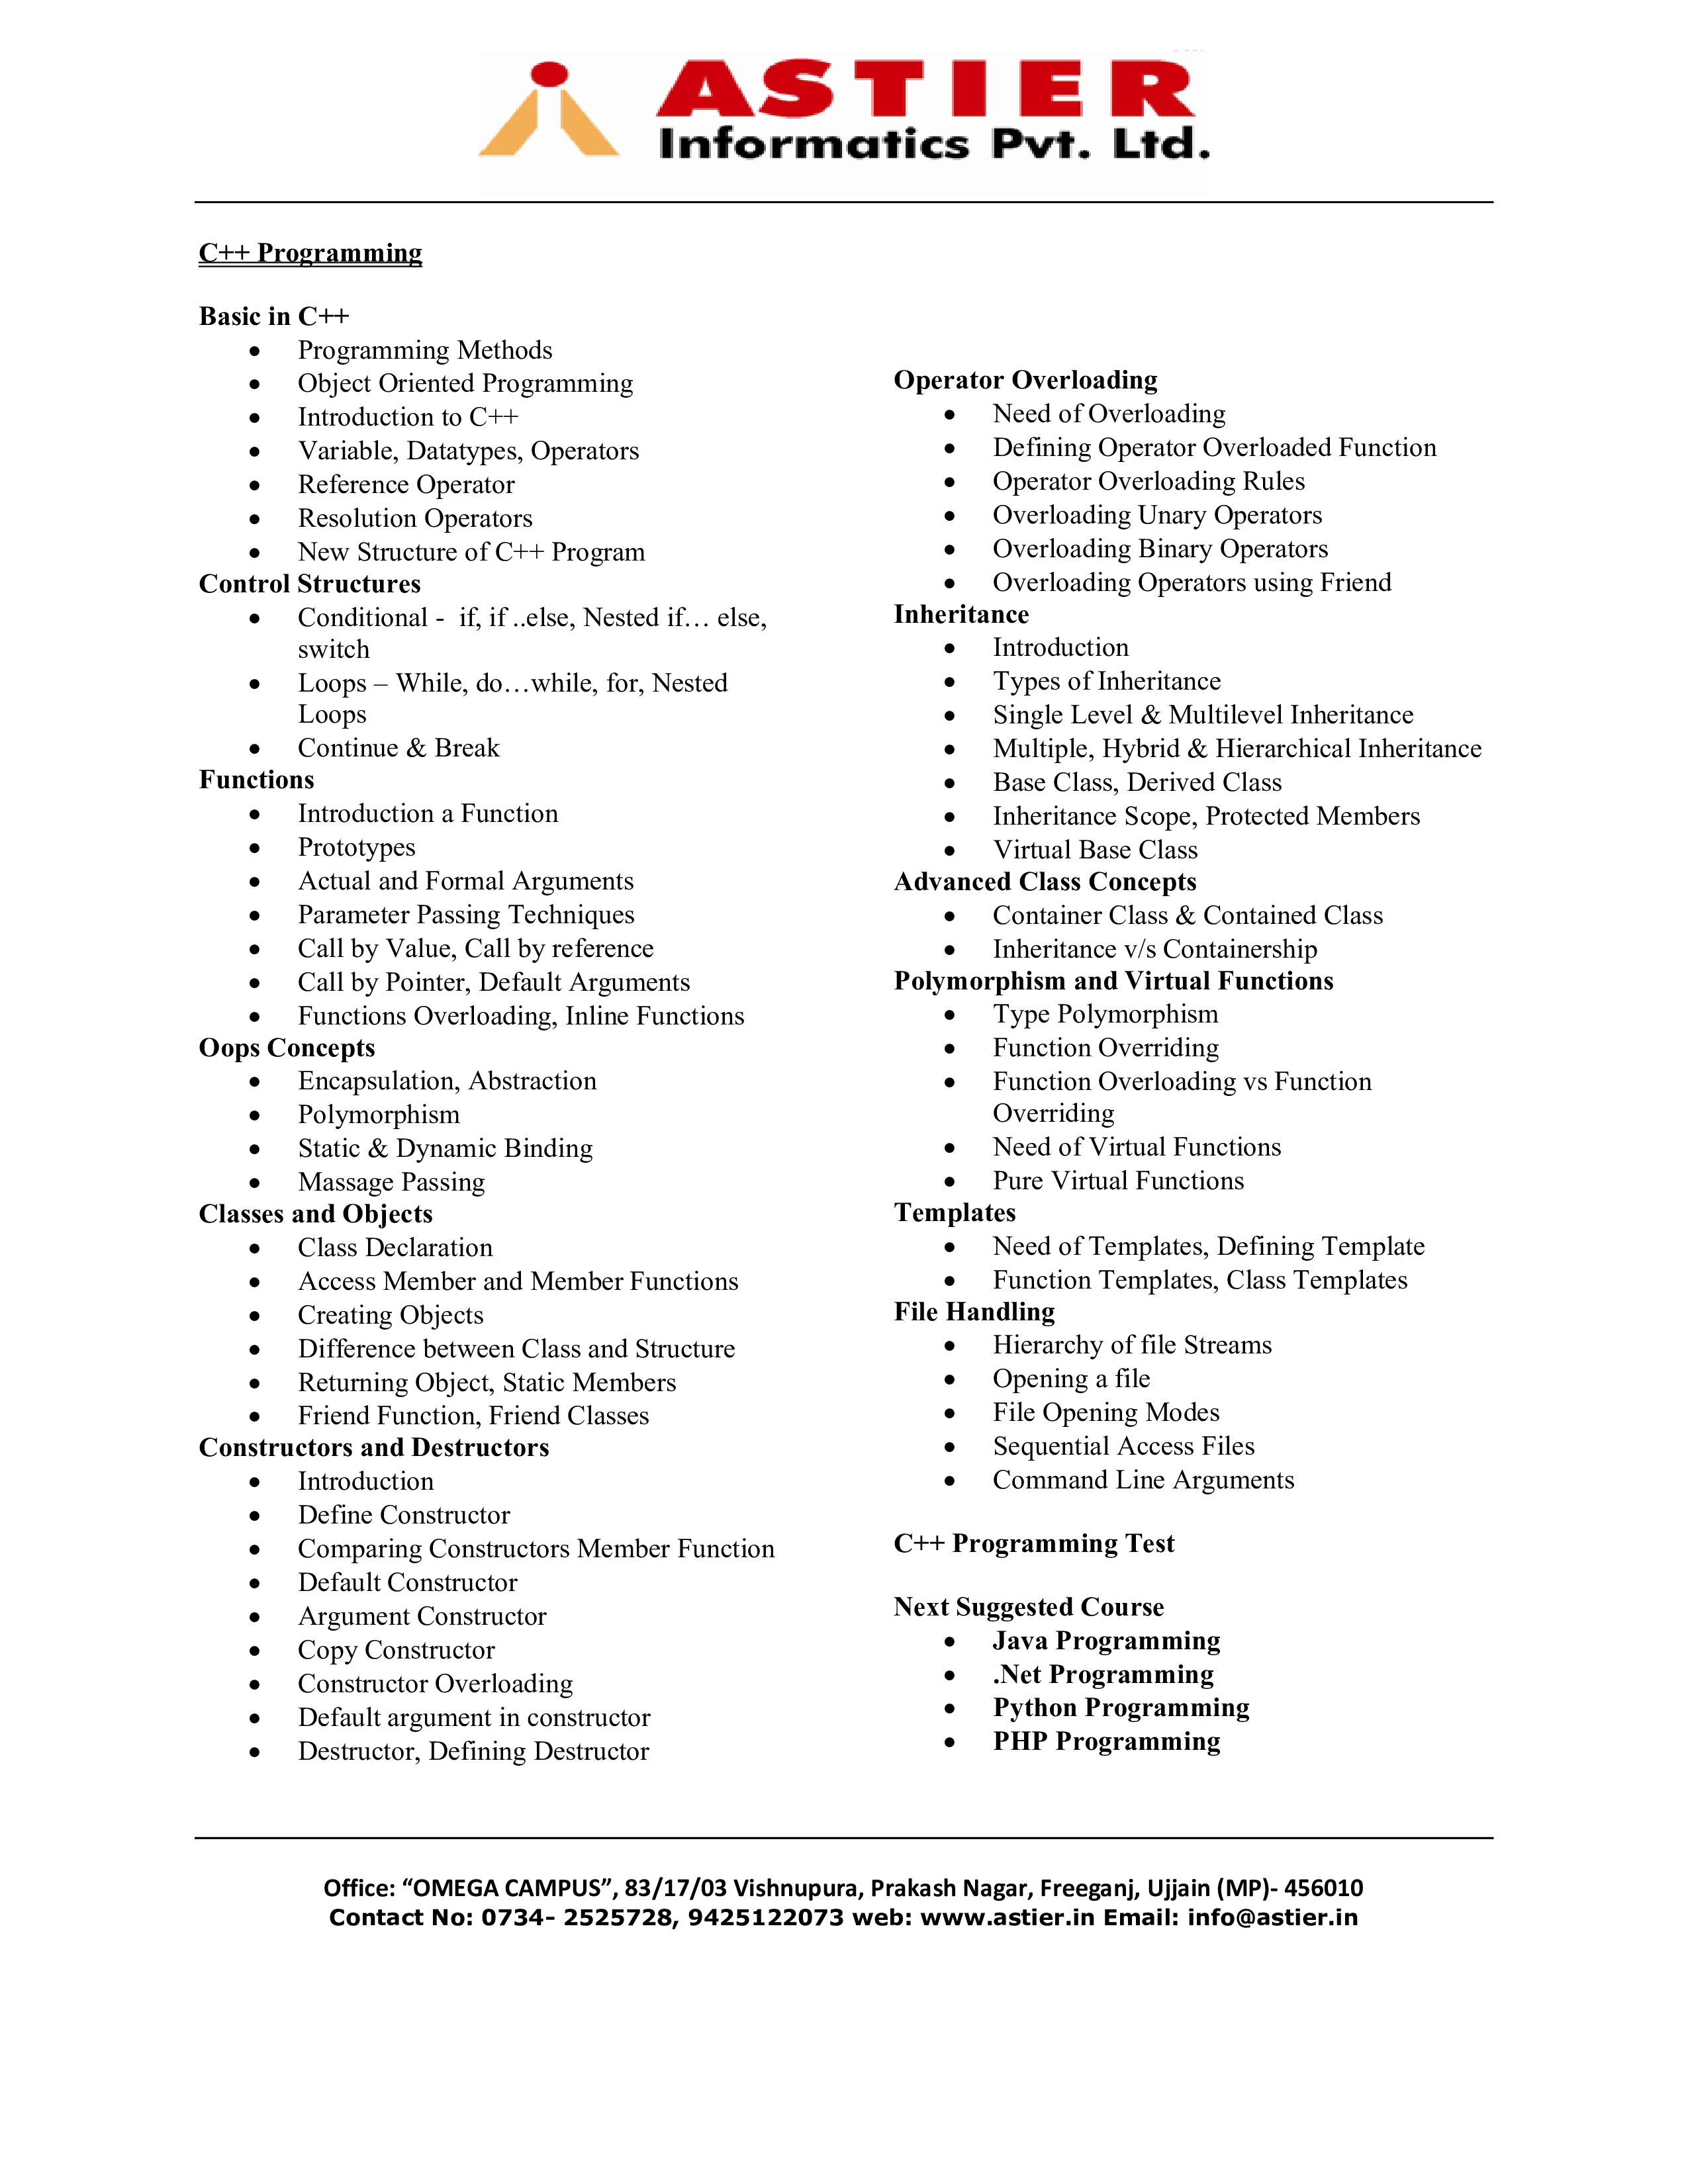 ASTIER
Informatics Pvt. Ltd.
C++ Programming
Basic in C++
• Programming Methods
• Object Oriented Programming
• Introduction to C++
• Variable, Datatypes, Operators
• Reference Operator
• Resolution Operators
• New Structure of C++ Program
Control Structures
• Conditional - if, if ..else, Nested if… else,
switch
• Loops – While, do…while, for, Nested
Loops
• Continue & Break
Functions
• Introduction a Function
• Prototypes
• Actual and Formal Arguments
• Parameter Passing Techniques
• Call by Value, Call by reference
• Call by Pointer, Default Arguments
• Functions Overloading, Inline Functions
Oops Concepts
• Encapsulation, Abstraction
• Polymorphism
• Static & Dynamic Binding
• Massage Passing
Classes and Objects
• Class Declaration
• Access Member and Member Functions
• Creating Objects
• Difference between Class and Structure
• Returning Object, Static Members
• Friend Function, Friend Classes
Constructors and Destructors
• Introduction
• Define Constructor
• Comparing Constructors Member Function
• Default Constructor
• Argument Constructor
• Copy Constructor
• Constructor Overloading
• Default argument in constructor
• Destructor, Defining Destructor
Operator Overloading
• Need of Overloading
• Defining Operator Overloaded Function
• Operator Overloading Rules
• Overloading Unary Operators
• Overloading Binary Operators
• Overloading Operators using Friend
Inheritance
• Introduction
• Types of Inheritance
• Single Level & Multilevel Inheritance
• Multiple, Hybrid & Hierarchical Inheritance
• Base Class, Derived Class
• Inheritance Scope, Protected Members
• Virtual Base Class
Advanced Class Concepts
• Container Class & Contained Class
• Inheritance v/s Containership
Polymorphism and Virtual Functions
• Type Polymorphism
• Function Overriding
• Function Overloading vs Function
Overriding
• Need of Virtual Functions
• Pure Virtual Functions
Templates
• Need of Templates, Defining Template
• Function Templates, Class Templates
File Handling
• Hierarchy of file Streams
• Opening a file
• File Opening Modes
• Sequential Access Files
• Command Line Arguments
C++ Programming Test
Next Suggested Course
• Java Programming
• .Net Programming
• Python Programming
• PHP Programming
Office: “OMEGA CAMPUS”, 83/17/03 Vishnupura, Prakash Nagar, Freeganj, Ujjain (MP)- 456010
Contact No: 0734- 2525728, 9425122073 web: www.astier.in Email: info@astier.in